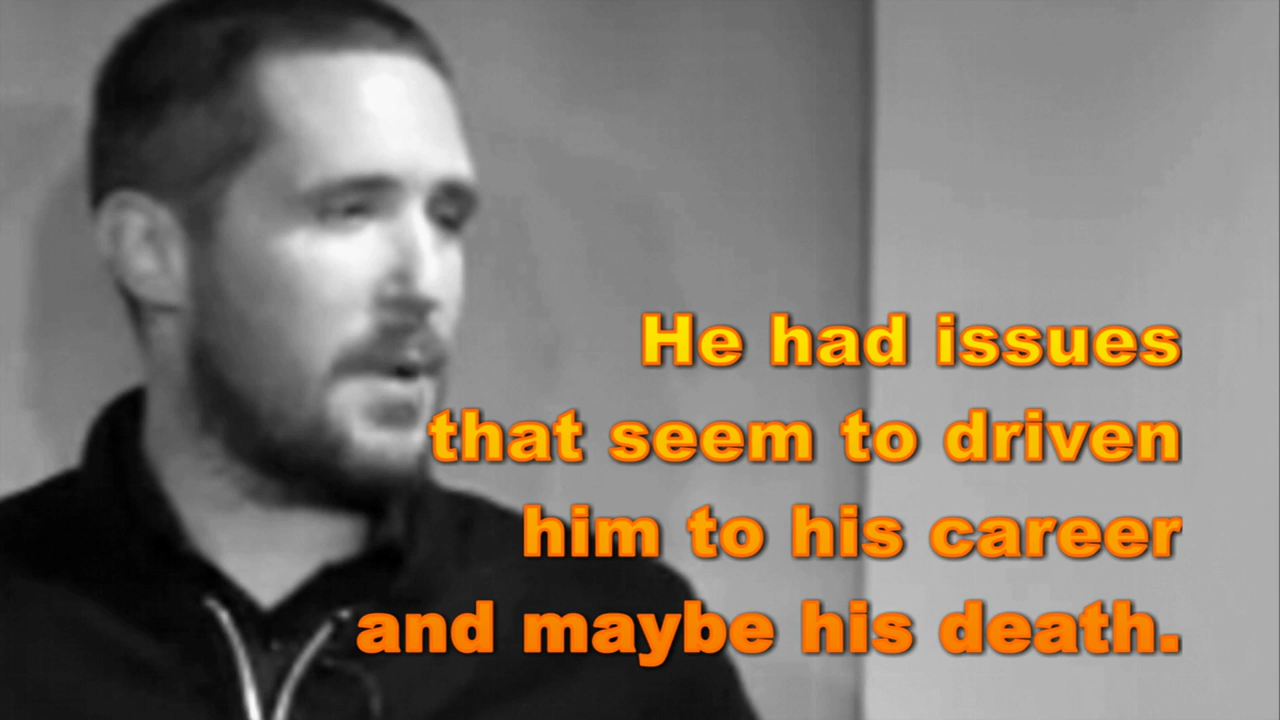 He had issues
that seem to driven
him to his career
and maybe his death.